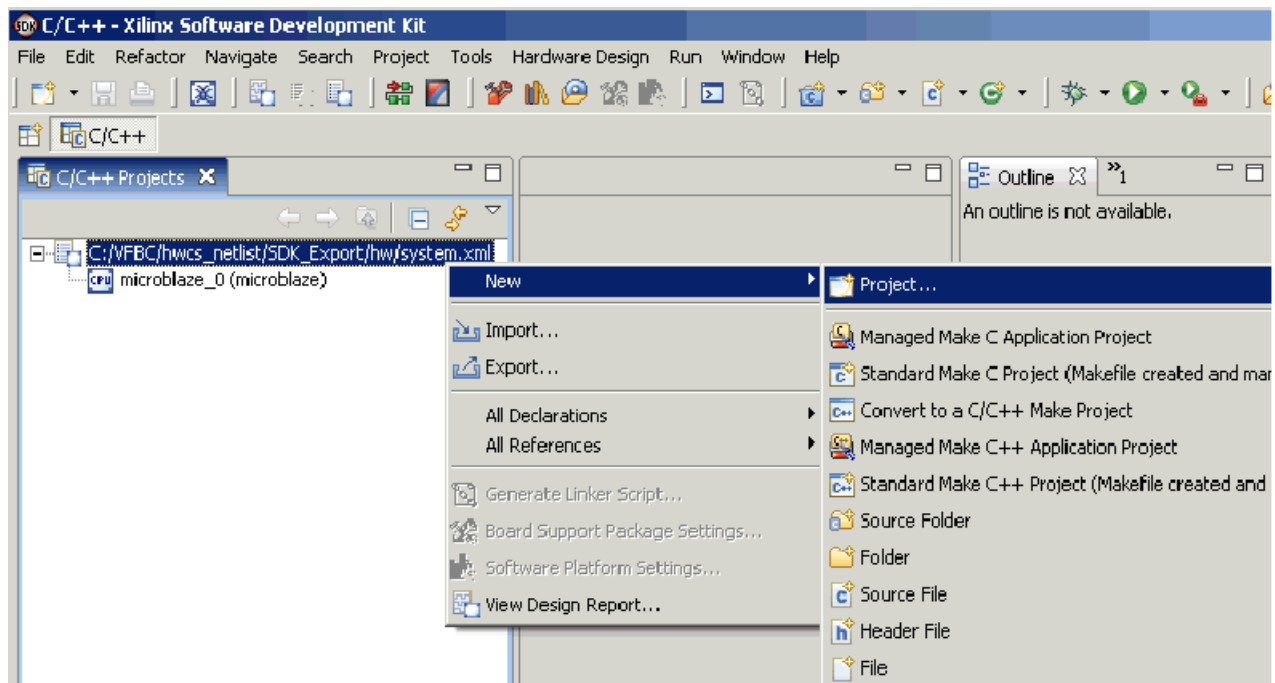 C/C++ - Xilinx Software Development Kit
File Edit Refactor Navigate Search Project Tools Hardware Design Run Window Help
C/C++
C/C++ Projects
Outline
1
An outline is not available.
C:/VFBC/hwcs_netlist/SDK_Export/hw/system.xml
microblaze_0 (microblaze)
New
Import...
Export...
All Declarations
All References
Generate Linker Script...
Board Support Package Settings...
Software Platform Settings...
View Design Report...
Project...
Managed Make C Application Project
Standard Make C Project (Makefile created and mar
Convert to a C/C++ Make Project
Managed Make C++ Application Project
Standard Make C++ Project (Makefile created and
Source Folder
Folder
Source File
Header File
File